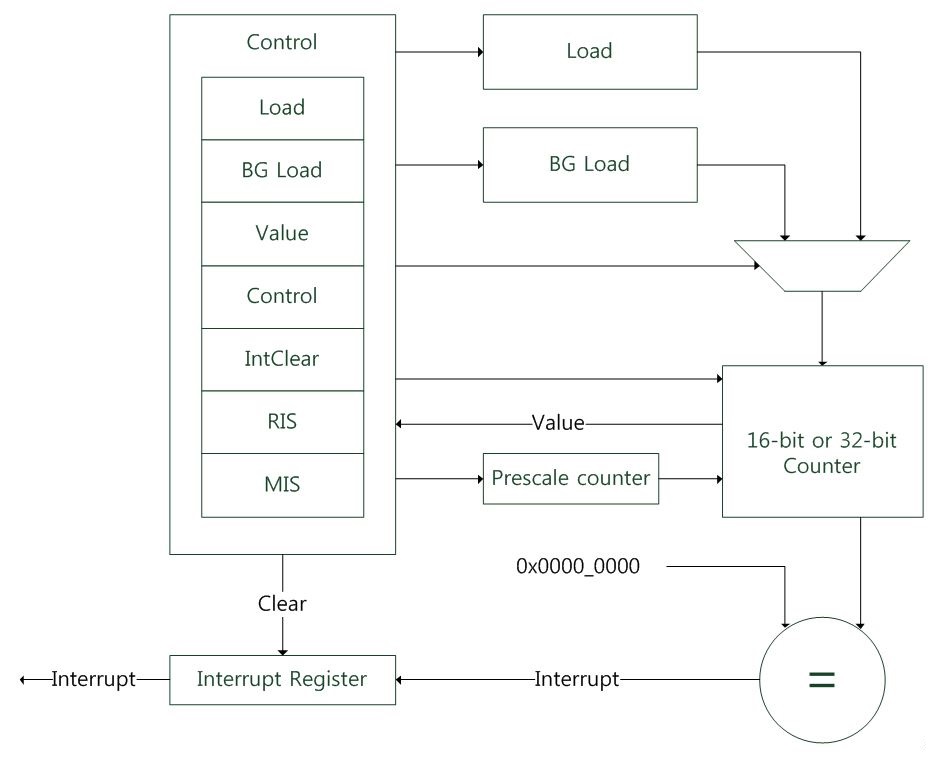 Control
Load
BG Load
Value
Control
IntClear
RIS
MIS
Load
BG Load
Value
Prescale counter
16-bit or 32-bit
Counter
0x0000_0000
Clear
Interrupt
Interrupt Register
Interrupt
=